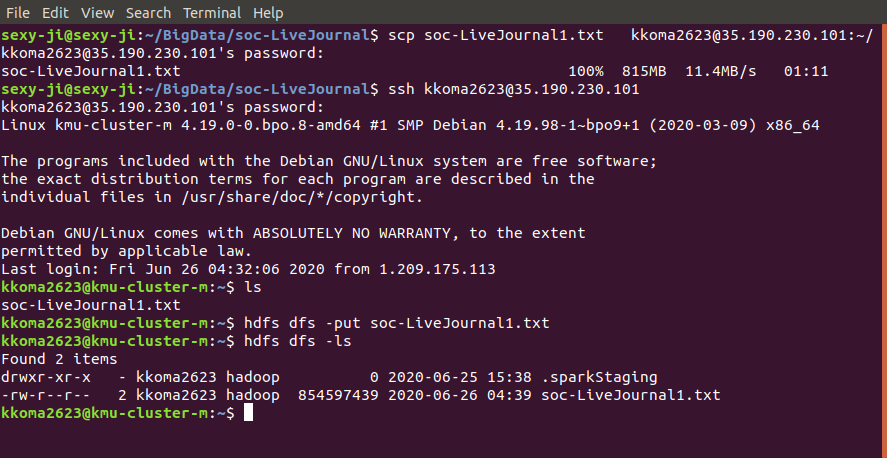 File Edit View Search Terminal Help
sexy-ji@sexy-ji:~/BigData/soc-LiveJournal$ scp soc-LiveJournal1.txt   kkoma2623@35.190.230.101:~/
kkoma2623@35.190.230.101's password:
soc-LiveJournal1.txt                                          100%  815MB  11.4MB/s   01:11
sexy-ji@sexy-ji:~/BigData/soc-LiveJournal$ ssh kkoma2623@35.190.230.101
kkoma2623@35.190.230.101's password:
Linux kmu-cluster-m 4.19.0-0.bpo.8-amd64 #1 SMP Debian 4.19.98-1~bpo9+1 (2020-03-09) x86_64
The programs included with the Debian GNU/Linux system are free software;
the exact distribution terms for each program are described in the
individual files in /usr/share/doc/*/copyright.
Debian GNU/Linux comes with ABSOLUTELY NO WARRANTY, to the extent
permitted by applicable law.
Last login: Fri Jun 26 04:32:06 2020 from 1.209.175.113
kkoma2623@kmu-cluster-m:~$ ls
soc-LiveJournal1.txt
kkoma2623@kmu-cluster-m:~$ hdfs dfs -put soc-LiveJournal1.txt
kkoma2623@kmu-cluster-m:~$ hdfs dfs -ls
Found 2 items
drwxr-xr-x   - kkoma2623 hadoop          0 2020-06-25 15:38 .sparkStaging
-rw-r--r--   2 kkoma2623 hadoop  854597439 2020-06-26 04:39 soc-LiveJournal1.txt
kkoma2623@kmu-cluster-m:~$